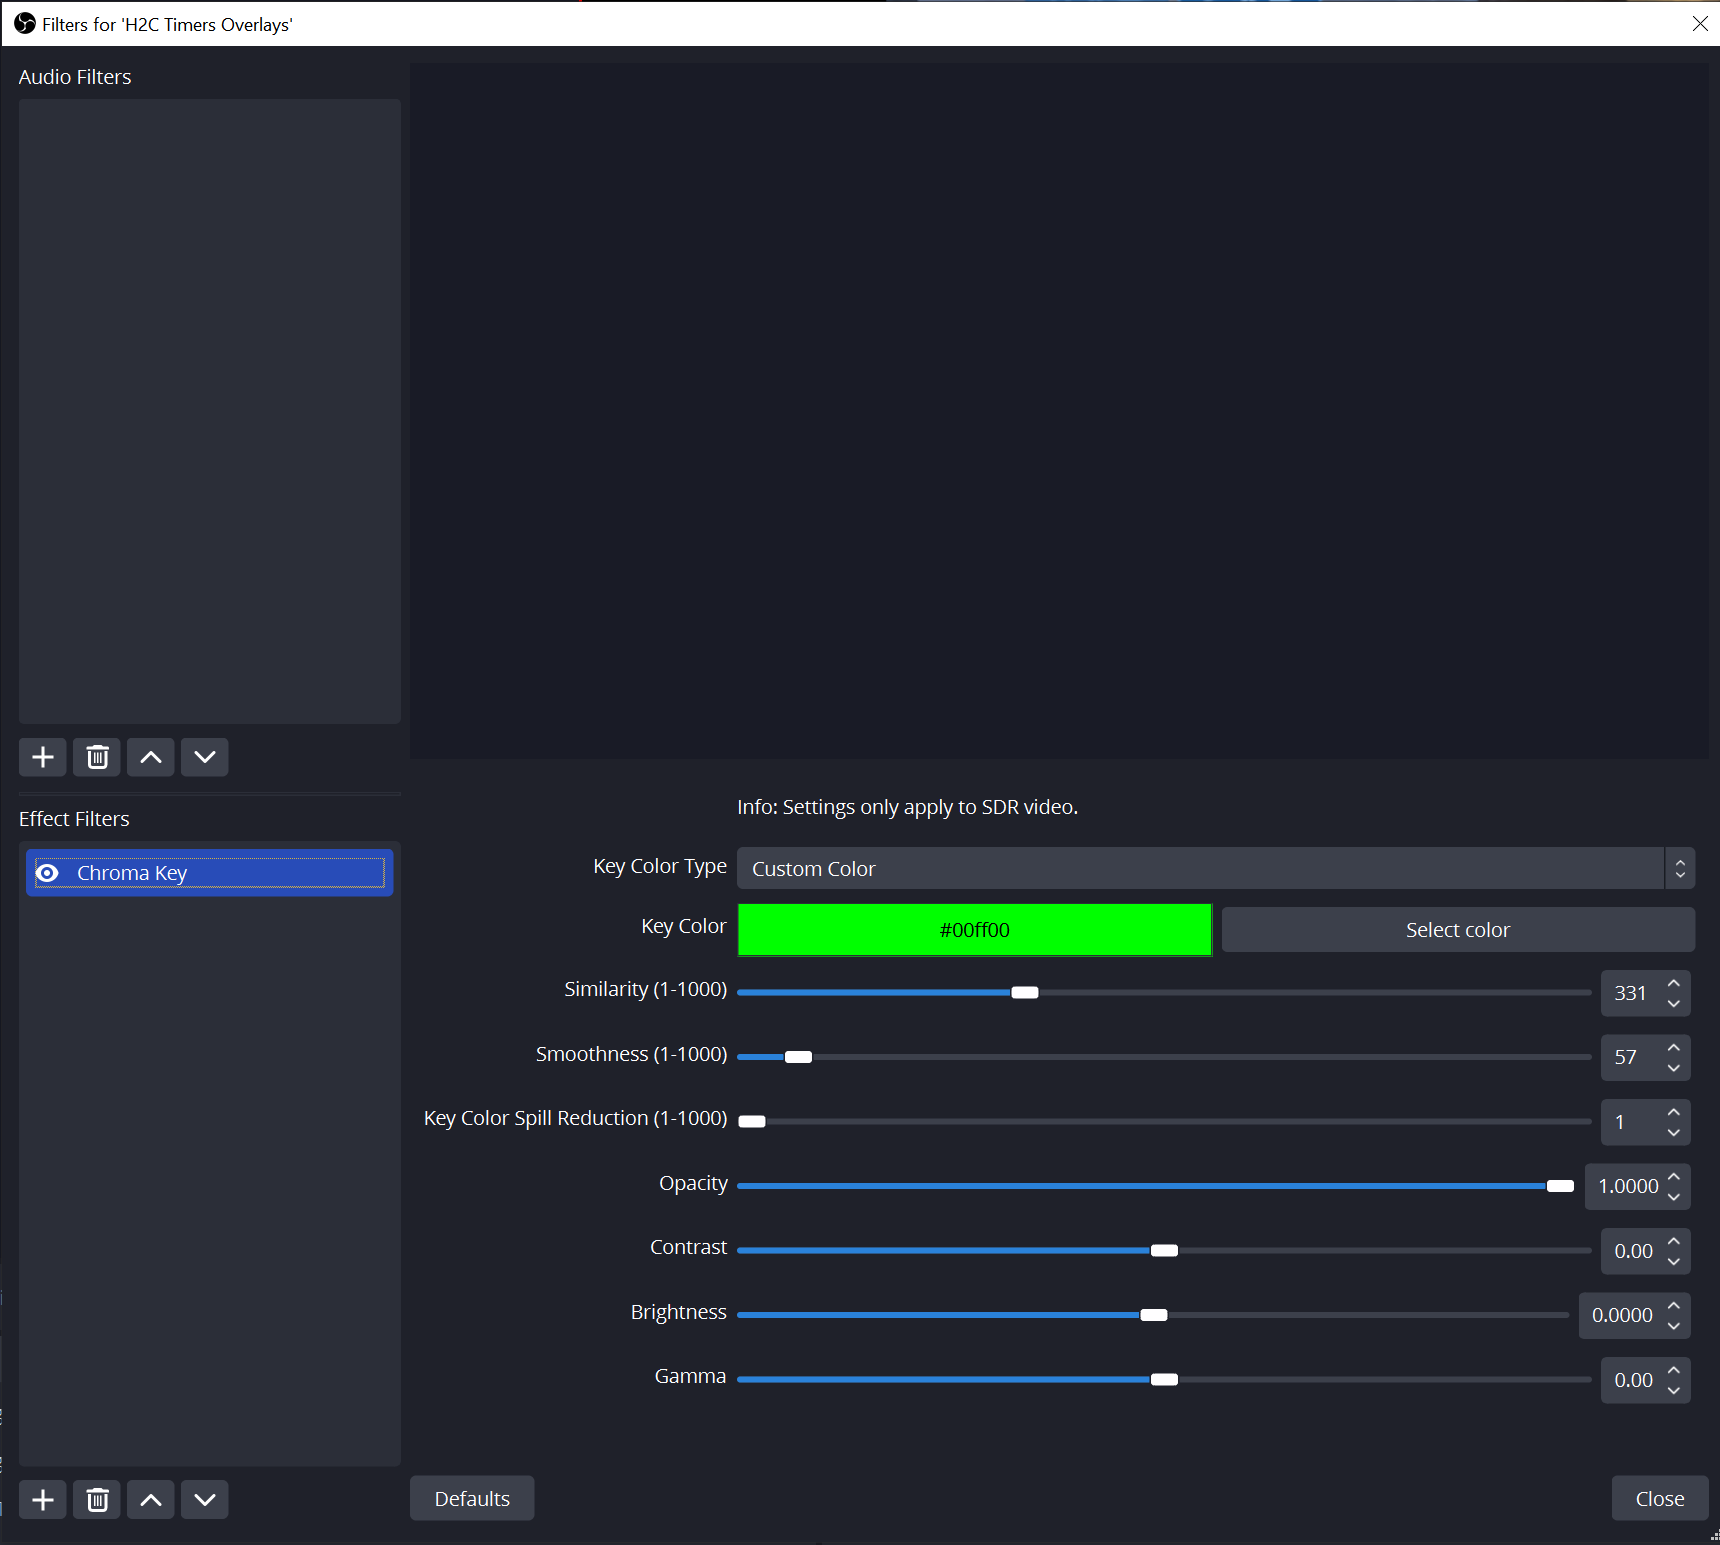 Filters for 'H2C Timers Overlays'
Audio Filters
Info: Settings only apply to SDR video.
Effect Filters
Chroma Key
Key Color Type Custom Color
Key Color #00ff00 Select color
Similarity (1-1000) 331
Smoothness (1-1000) 57
Key Color Spill Reduction (1-1000) 1
Opacity 1.0000
Contrast 0.00
Brightness 0.0000
Gamma 0.00
Defaults Close